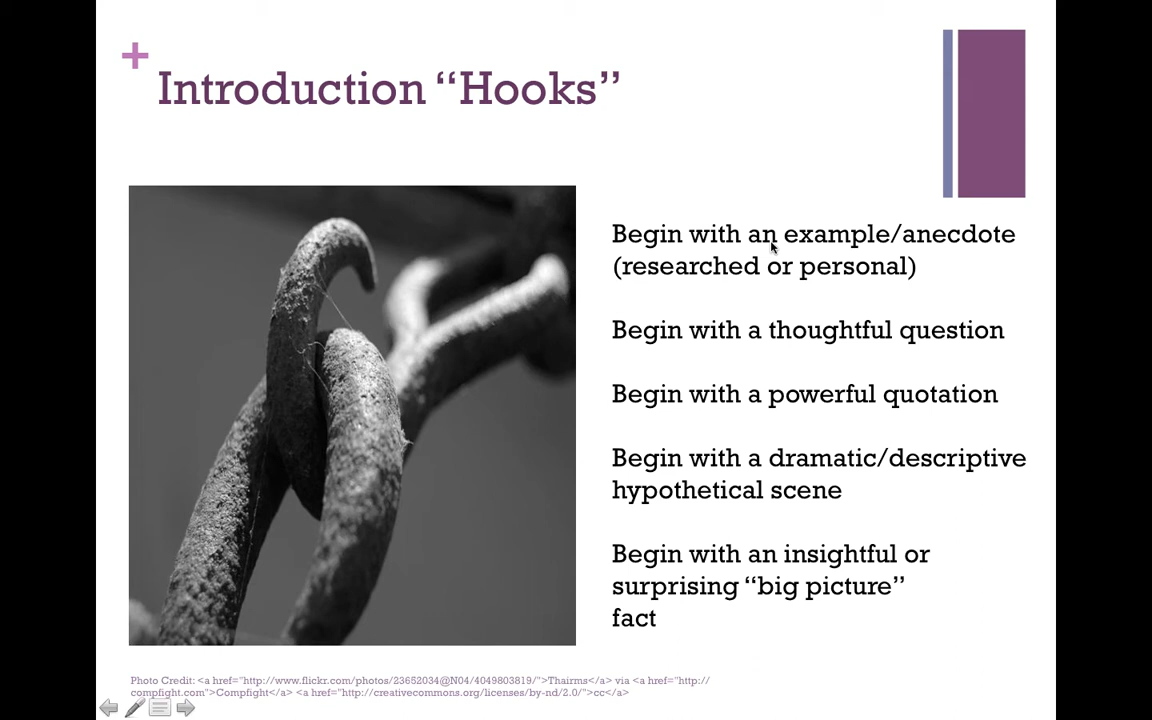 +
Introduction “Hooks”
Begin with an example/anecdote
(researched or personal)
Begin with a thoughtful question
Begin with a powerful quotation
Begin with a dramatic/descriptive
hypothetical scene
Begin with an insightful or
surprising “big picture”
fact
Photo Credit: <a href="http://www.flickr.com/photos/23652034@N04/4049803819/">Thairms</a> via <a href="http://
compfight.com">Compfight</a> <a href="http://creativecommons.org/licenses/by-nd/2.0/">cc</a>